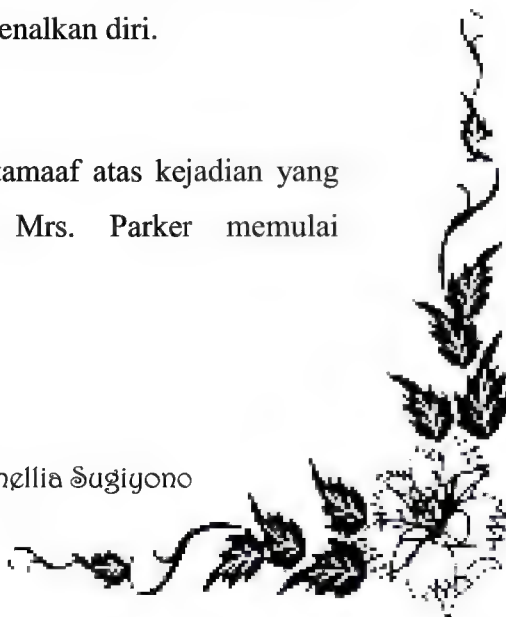 enalkan diri.
tamaaf atas kejadian yang
Mrs. Parker memulai
nellia Sugiyono